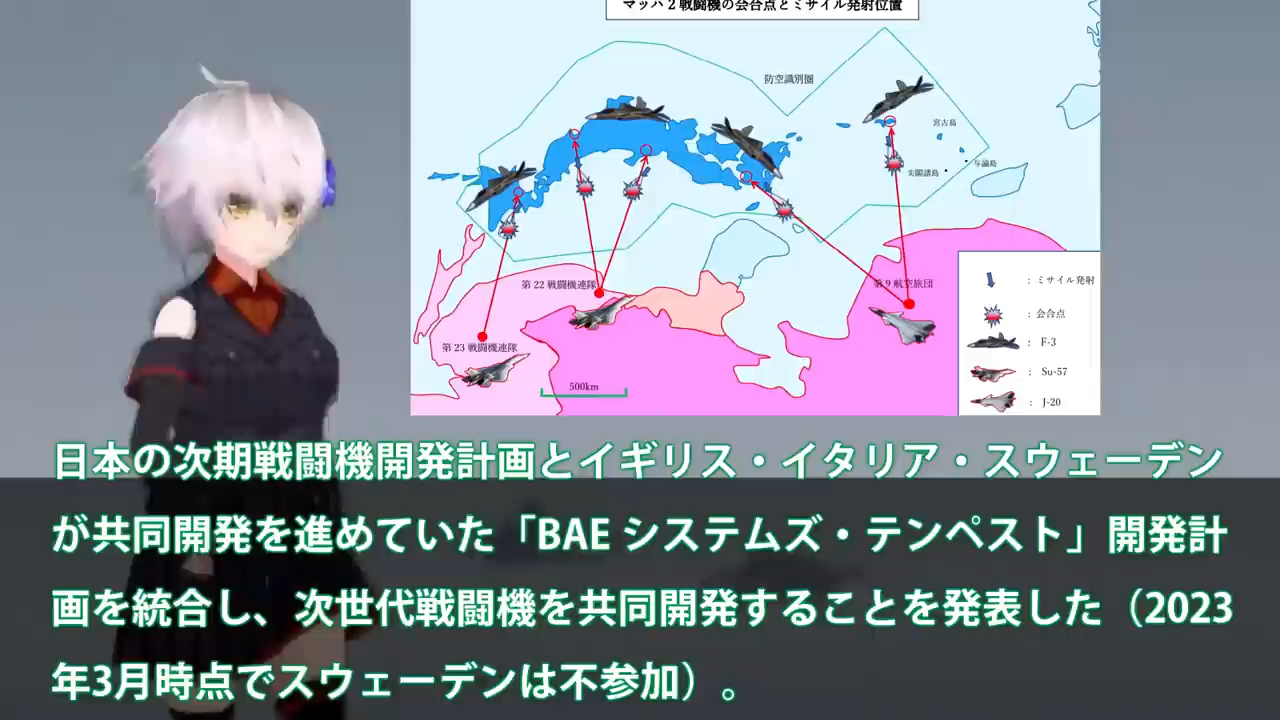 マッハ2戦闘機の会合点とミサイル発射位置
防空識別圏
宮古島
与論島
尖閣諸島
第22戦闘機連隊
第9航空旅団
第23戦闘機連隊
500km
：ミサイル発射
：会合点
：F-3
：Su-57
：J-20
日本の次期戦闘機開発計画とイギリス・イタリア・スウェーデン
が共同開発を進めていた「BAEシステムズ・テンペスト」開発計
画を統合し、次世代戦闘機を共同開発することを発表した（2023
年3月時点でスウェーデンは不参加）。